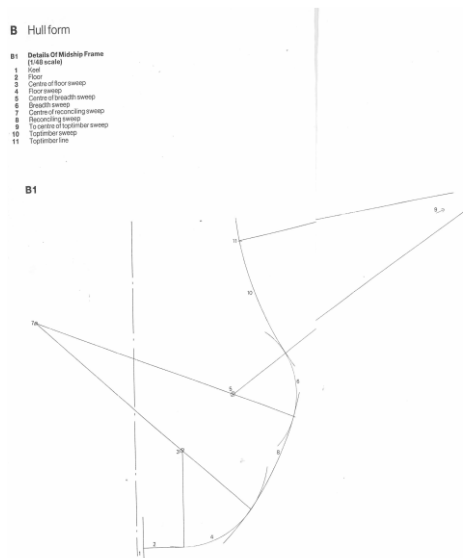 B Hull form
B1 Details Of Midship Frame
(1/48 scale)
1 Keel
2 Floor
3 Centre of floor sweep
4 Floor sweep
5 Centre of breadth sweep
6 Breadth sweep
7 Centre of reconciling sweep
8 Reconciling sweep
9 To centre of toptimber sweep
10 Toptimber sweep
11 Toptimber line
B1
9
11
10
7
5
6
3
8
4
2
1